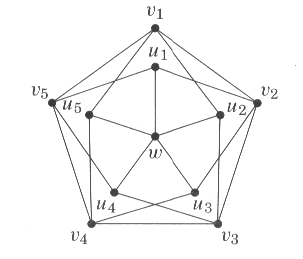 v₁
u₁
v₅ u₅ u₂ v₂
w
u₄ u₃
v₄ v₃